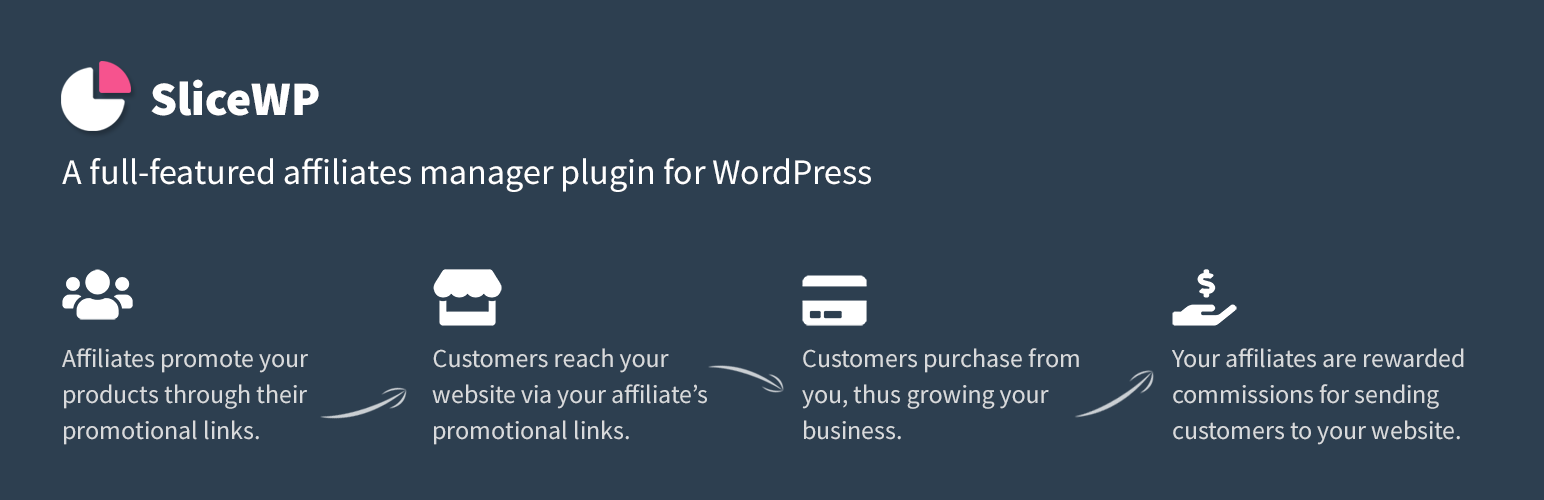 SliceWP
A full-featured affiliates manager plugin for WordPress
Affiliates promote your
products through their
promotional links.
Customers reach your
website via your affiliate’s
promotional links.
Customers purchase from
you, thus growing your
business.
$
Your affiliates are rewarded
commissions for sending
customers to your website.